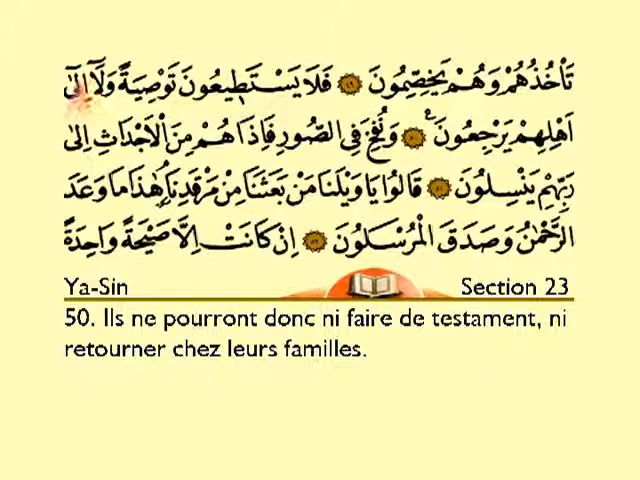 تَأْخُذُهُمْ وَهُمْ يَخِصِّمُونَ ﴿٤٩﴾ فَلَا يَسْتَطِيعُونَ تَوْصِيَةً وَلَٓا اِلٰٓى
اَهْلِهِمْ يَرْجِعُونَ ﴿٥٠﴾ وَنُفِخَ فِى الصُّورِ فَاِذَا هُمْ مِنَ الْاَجْدَاثِ اِلٰى
رَبِّهِمْ يَنْسِلُونَ ﴿٥١﴾ قَالُوا يَا وَيْلَنَا مَنْ بَعَثَنَا مِنْ مَرْقَدِنَا هٰذَا مَا وَعَدَ
الرَّحْمٰنُ وَصَدَقَ الْمُرْسَلُونَ ﴿٥٢﴾ اِنْ كَانَتْ اِلَّا صَيْحَةً وَاحِدَةً
Ya-Sin Section 23
50. Ils ne pourront donc ni faire de testament, ni
retourner chez leurs familles.